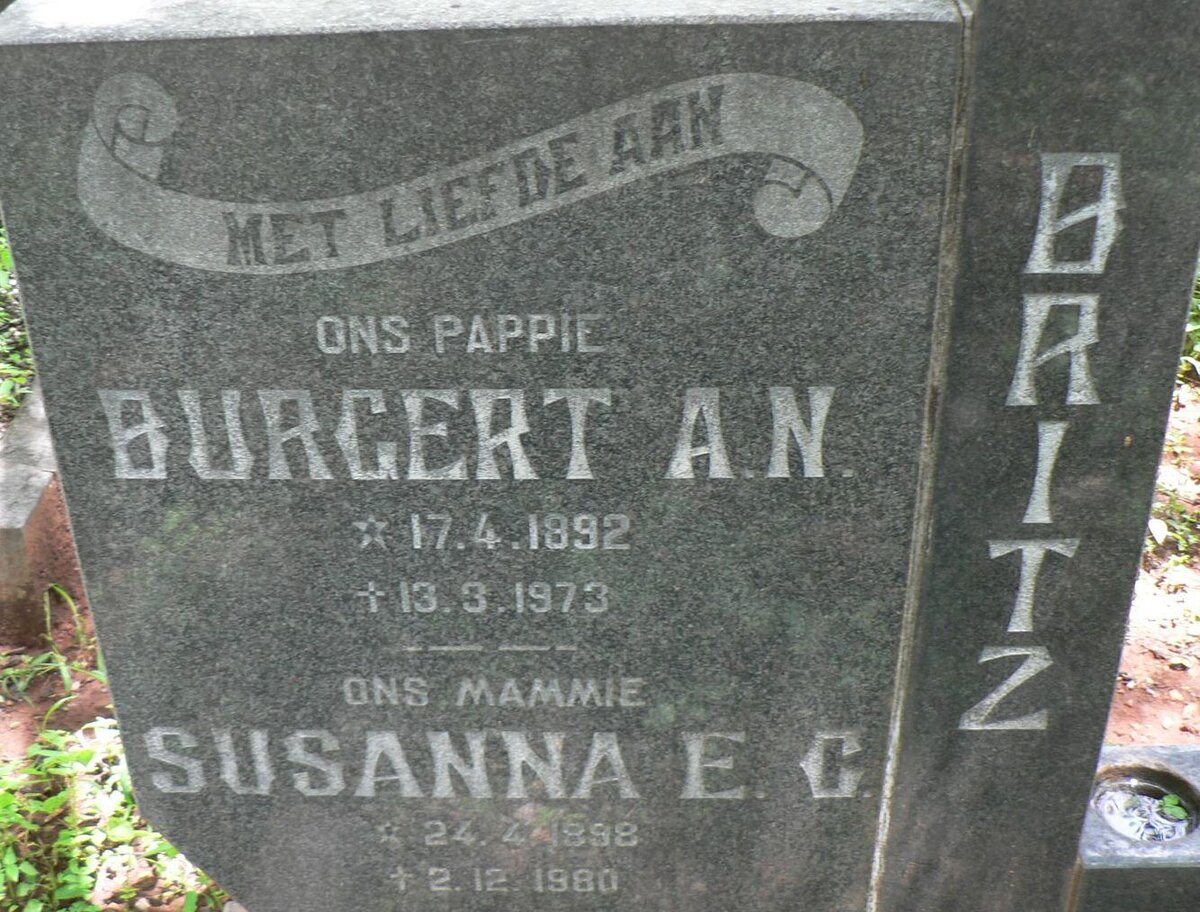 MET LIEFDE AAN
ONS PAPPIE
BURGERT A.N.
☆ 17.4.1892
✝ 13.3.1973
ONS MAMMIE
SUSANNA E. C.
☆ 24.4.1898
✝ 2.12.1980
BRITZ